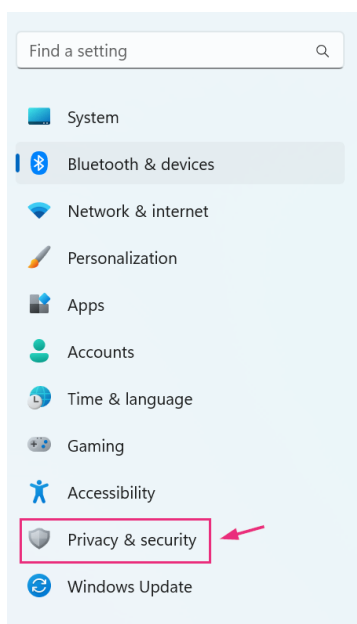 Find a setting
System
Bluetooth & devices
Network & internet
Personalization
Apps
Accounts
Time & language
Gaming
Accessibility
Privacy & security
Windows Update